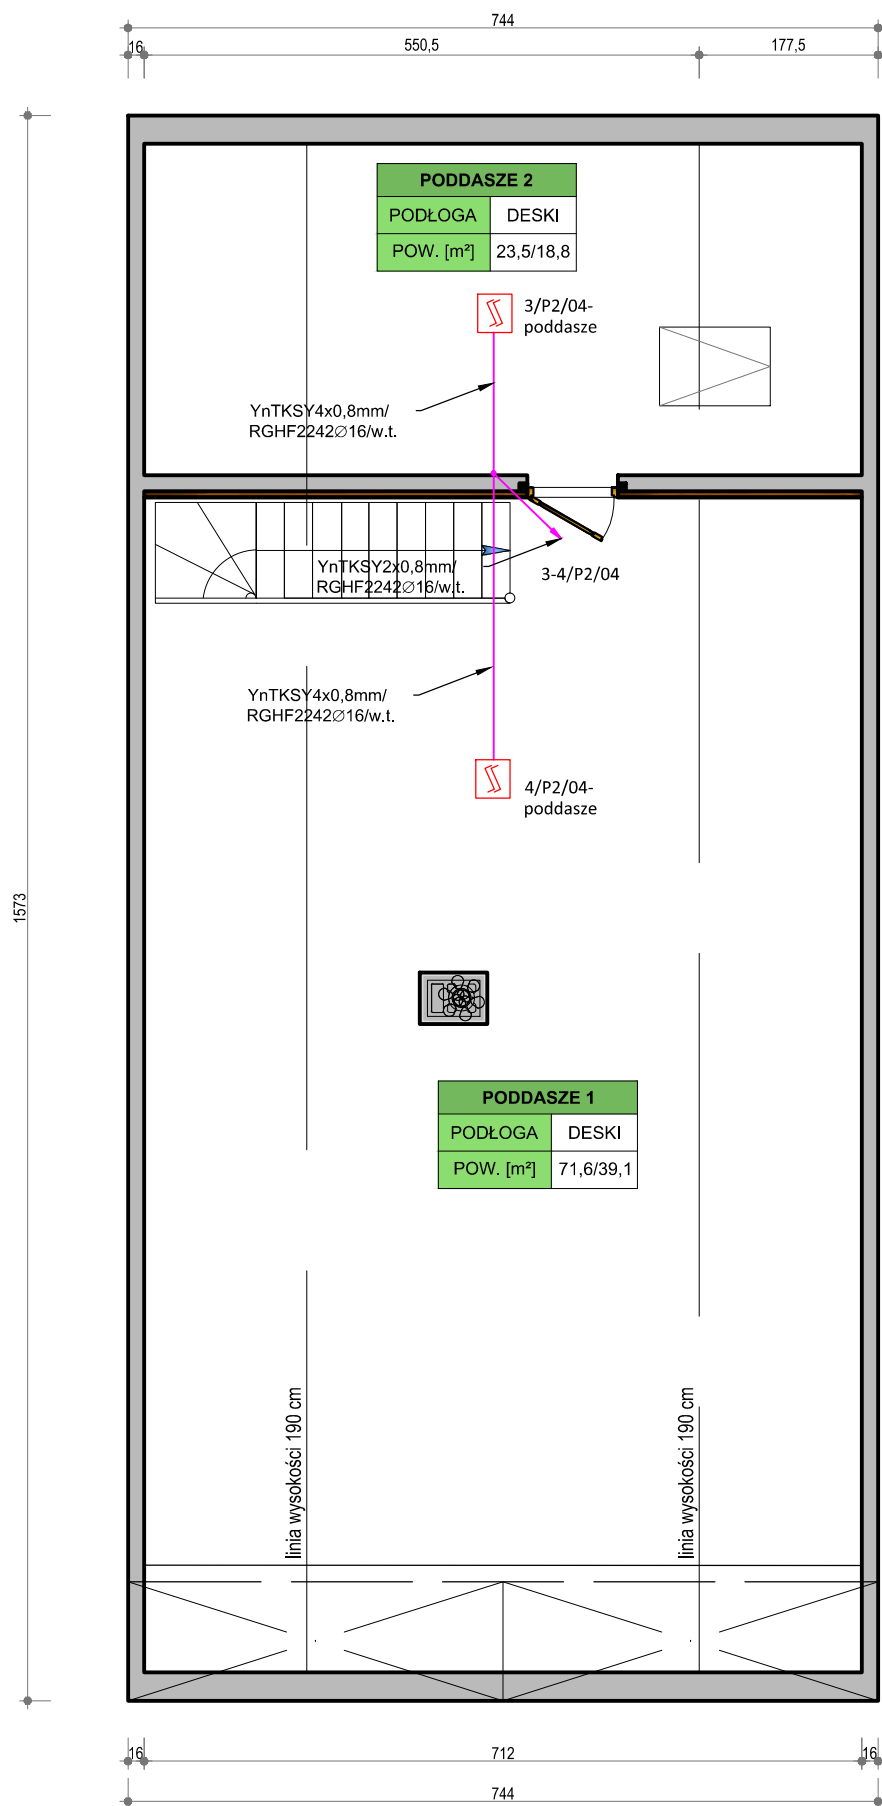 744
16
550,5
177,5
PODDASZE 2
PODŁOGA DESKI
POW. [m²] 23,5/18,8
3/P2/04-
poddasze
YnTKSY4x0,8mm/
RGHF2242∅16/w.t.
YnTKSY2x0,8mm/
RGHF2242∅16/w.t.
3-4/P2/04
YnTKSY4x0,8mm/
RGHF2242∅16/w.t.
4/P2/04-
poddasze
1573
PODDASZE 1
PODŁOGA DESKI
POW. [m²] 71,6/39,1
linia wysokości 190 cm
linia wysokości 190 cm
16
712
16
744